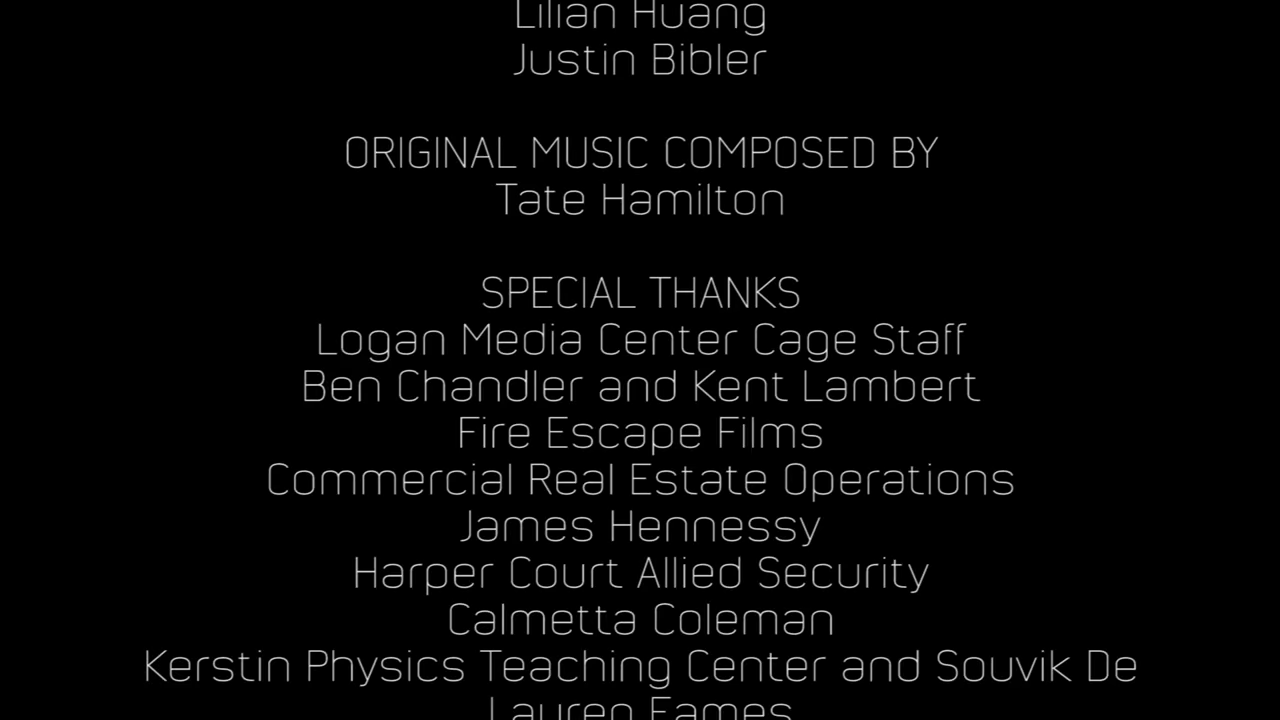 Lilian Huang
Justin Bibler
ORIGINAL MUSIC COMPOSED BY
Tate Hamilton
SPECIAL THANKS
Logan Media Center Cage Staff
Ben Chandler and Kent Lambert
Fire Escape Films
Commercial Real Estate Operations
James Hennessy
Harper Court Allied Security
Calmetta Coleman
Kerstin Physics Teaching Center and Souvik De
Lauren Eames